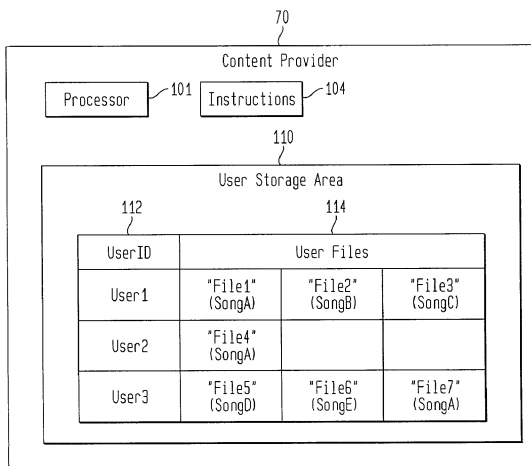 70
Content Provider
Processor
101
Instructions
104
110
User Storage Area
112
114
UserID
User Files
User1
"File1"
(SongA)
"File2"
(SongB)
"File3"
(SongC)
User2
"File4"
(SongA)
User3
"File5"
(SongD)
"File6"
(SongE)
"File7"
(SongA)